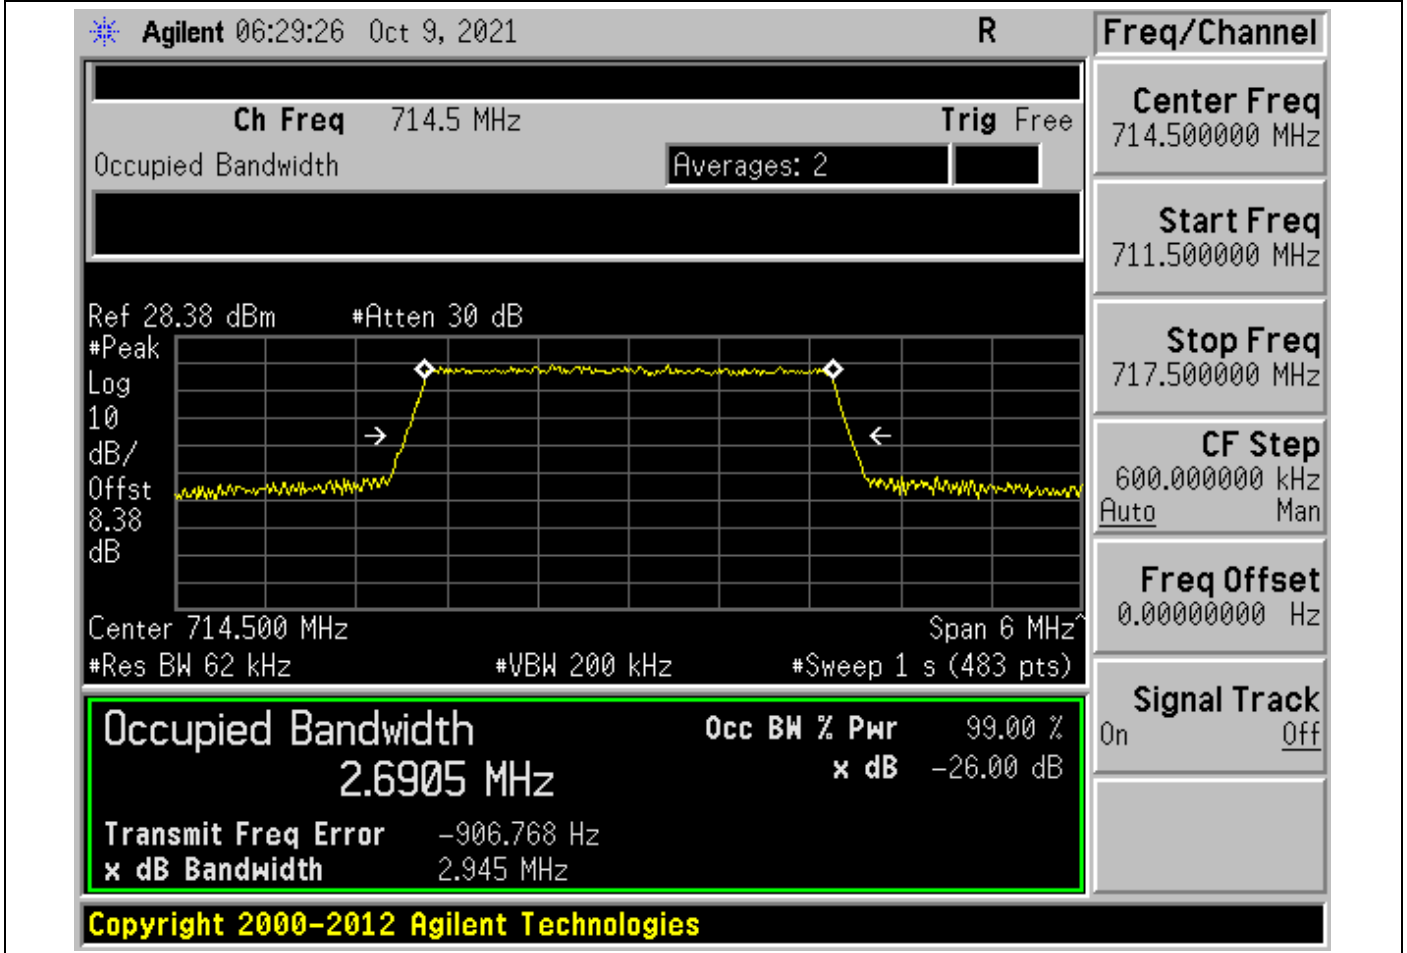 Agilent 06:29:26 Oct 9, 2021 R Freq/Channel
Ch Freq 714.5 MHz Trig Free
Occupied Bandwidth Averages: 2
Center Freq
714.500000 MHz
Start Freq
711.500000 MHz
Stop Freq
717.500000 MHz
CF Step
600.000000 kHz
Auto Man
Freq Offset
0.00000000 Hz
Signal Track
On Off
Ref 28.38 dBm #Atten 30 dB
#Peak
Log
10
dB/
Offst
8.38
dB
Center 714.500 MHz Span 6 MHz^
#Res BW 62 kHz #VBW 200 kHz #Sweep 1 s (483 pts)
Occupied Bandwidth Occ BW % Pwr 99.00 %
2.6905 MHz x dB -26.00 dB
Transmit Freq Error -906.768 Hz
x dB Bandwidth 2.945 MHz
Copyright 2000-2012 Agilent Technologies